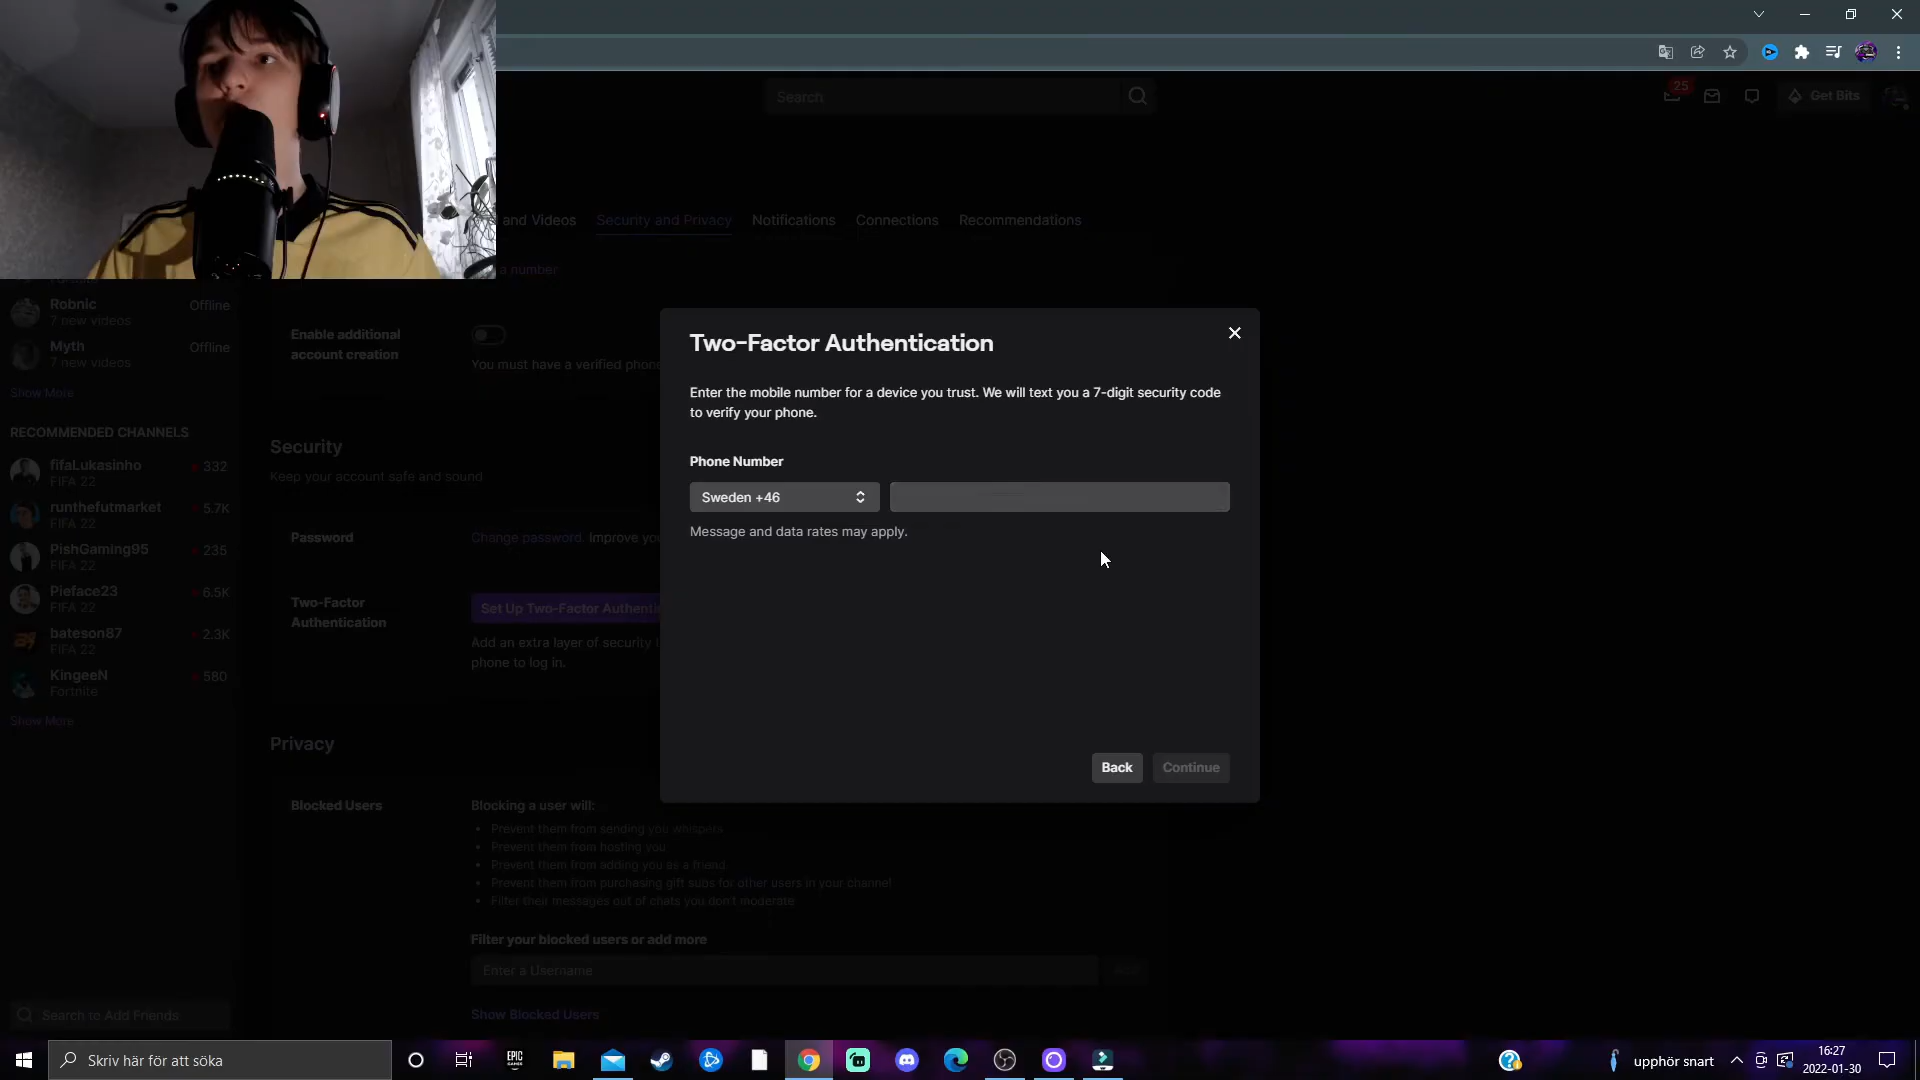 Search
25
Get Bits
and Videos
Security and Privacy
Notifications
Connections
Recommendations
a number
Robnic
Offline
7 new videos
Myth
Offline
7 new videos
Show More
RECOMMENDED CHANNELS
fifaLukasinho
332
FIFA 22
runthefutmarket
5.7K
FIFA 22
PishGaming95
235
FIFA 22
Pieface23
6.5K
FIFA 22
bateson87
2.3K
FIFA 22
KingeeN
580
Fortnite
Show More
Search to Add Friends
Enable additional
account creation
You must have a verified phone
Security
Keep your account safe and sound
Password
Change password. Improve you
Two-Factor
Authentication
Set Up Two-Factor Authenti
Add an extra layer of security
phone to log in.
Privacy
Blocked Users
Blocking a user will:
• Prevent them from sending you whispers
• Prevent them from hosting you
• Prevent them from adding you as a friend
• Prevent them from purchasing gift subs for other users in your channel
• Filter their messages out of chats you don't moderate
Filter your blocked users or add more
Enter a Username
Add
Show Blocked Users
Two-Factor Authentication
Enter the mobile number for a device you trust. We will text you a 7-digit security code
to verify your phone.
Phone Number
Sweden +46
Message and data rates may apply.
Back
Continue
Skriv här för att söka
EPIC
GAMES
upphör snart
16:27
2022-01-30